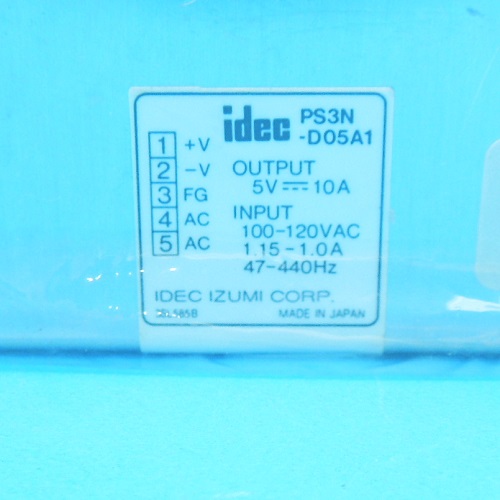 idec PS3N
-D05A1
1 +V
2 -V
3 FG
4 AC
5 AC
OUTPUT
5V⎓10A
INPUT
100-120VAC
1.15-1.0A
47-440Hz
IDEC IZUMI CORP.
MADE IN JAPAN